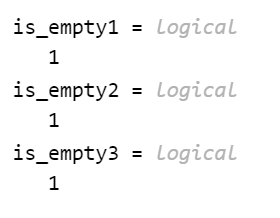 is_empty1 = logical
1
is_empty2 = logical
1
is_empty3 = logical
1